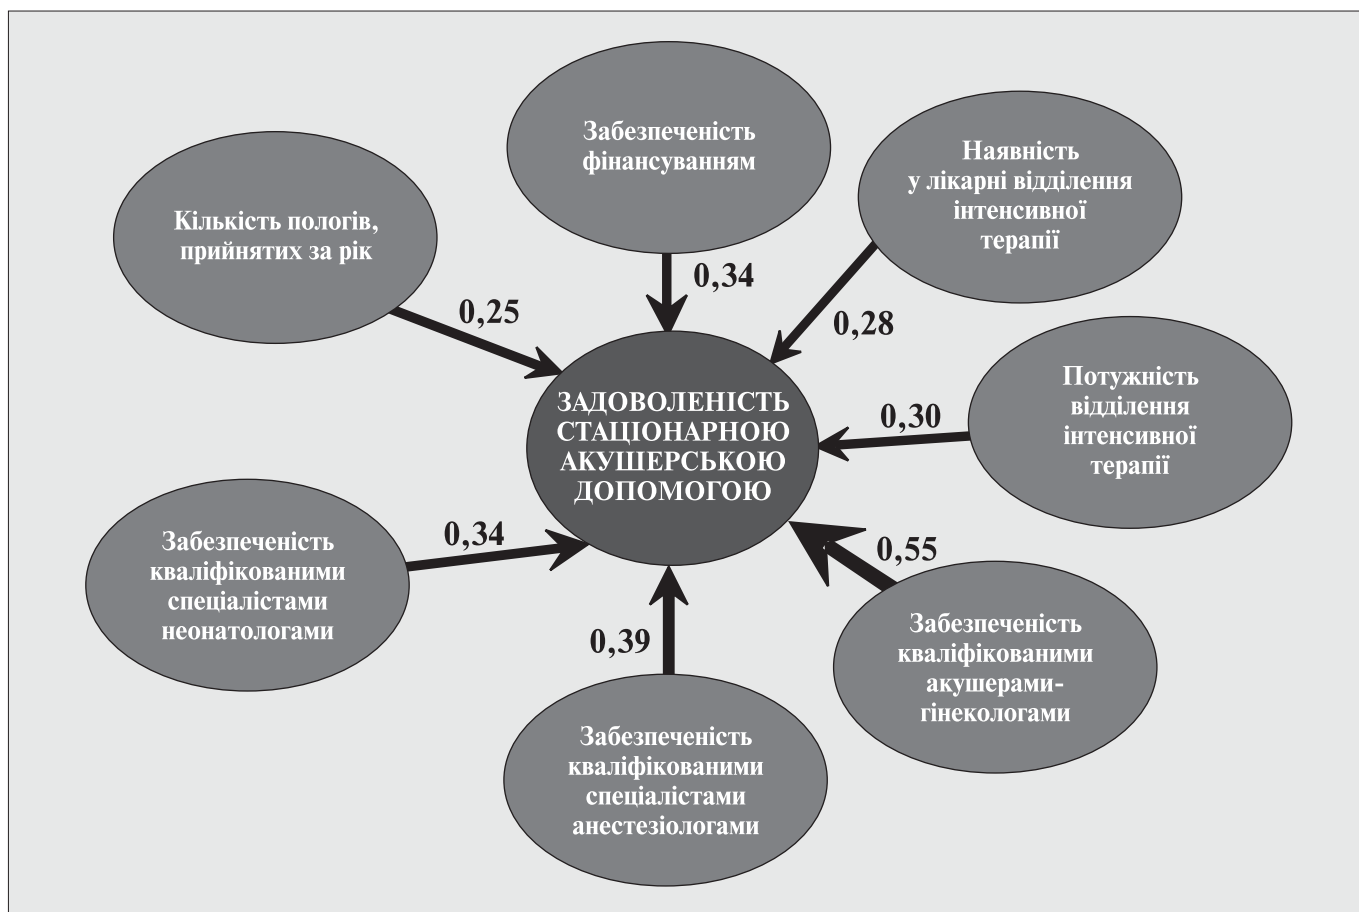 Забезпеченість
фінансуванням
Наявність
у лікарні відділення
інтенсивної
терапії
Кількість пологів,
прийнятих за рік
0,34
0,25
0,28
Потужність
відділення
інтенсивної
терапії
0,30
ЗАДОВОЛЕНІСТЬ
СТАЦІОНАРНОЮ
АКУШЕРСЬКОЮ
ДОПОМОГОЮ
Забезпеченість
кваліфікованими
спеціалістами
неонатологами
0,34
0,55
0,39
Забезпеченість
кваліфікованими
акушерами-
гінекологами
Забезпеченість
кваліфікованими
спеціалістами
анестезіологами